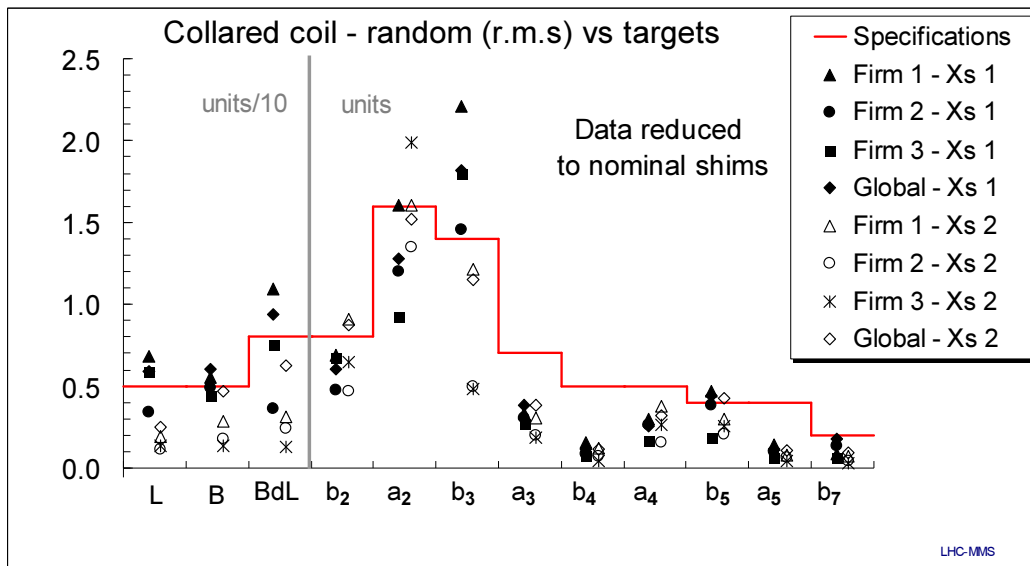 Collared coil - random (r.m.s) vs targets
2.5
2.0
1.5
1.0
0.5
0.0
units/10
units
Data reduced
to nominal shims
L
B
BdL
b2
a2
b3
a3
b4
a4
b5
a5
b7
Specifications
Firm 1 - Xs 1
Firm 2 - Xs 1
Firm 3 - Xs 1
Global - Xs 1
Firm 1 - Xs 2
Firm 2 - Xs 2
Firm 3 - Xs 2
Global - Xs 2
LHC-MMS